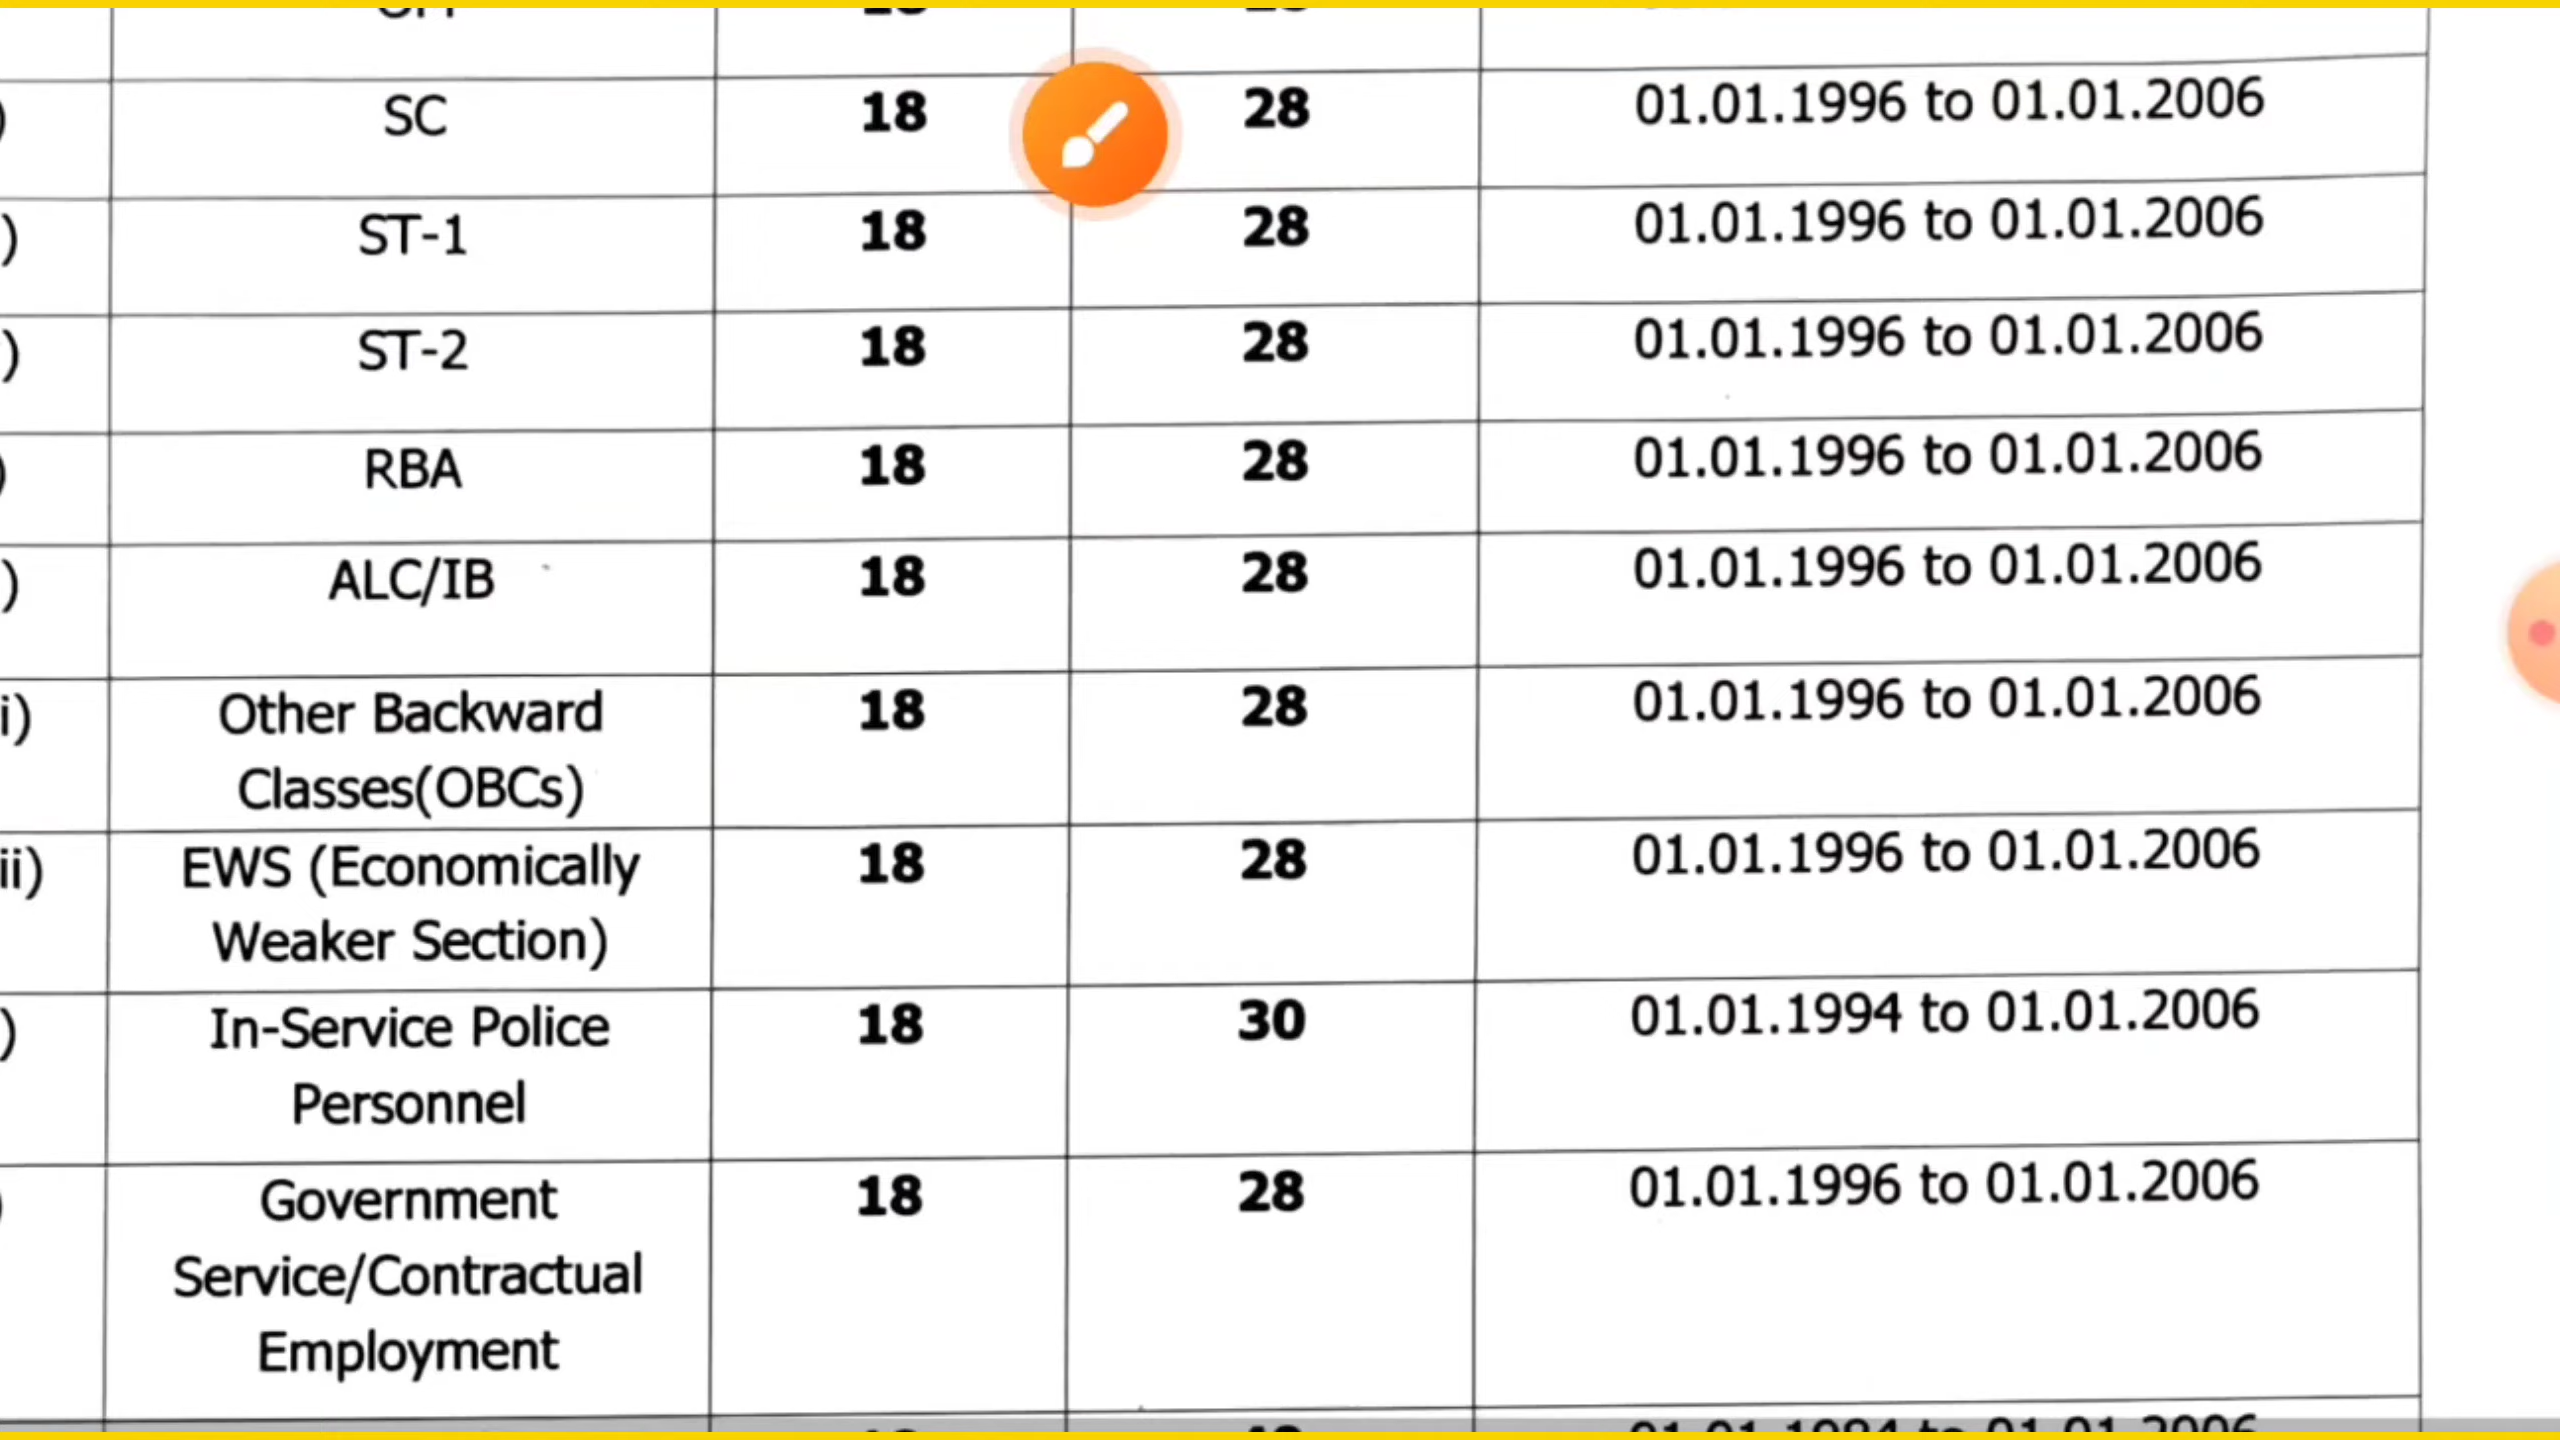 ) SC 18 28 01.01.1996 to 01.01.2006
) ST-1 18 28 01.01.1996 to 01.01.2006
) ST-2 18 28 01.01.1996 to 01.01.2006
) RBA 18 28 01.01.1996 to 01.01.2006
) ALC/IB 18 28 01.01.1996 to 01.01.2006
i) Other Backward 18 28 01.01.1996 to 01.01.2006
Classes(OBCs)
ii) EWS (Economically 18 28 01.01.1996 to 01.01.2006
Weaker Section)
) In-Service Police 18 30 01.01.1994 to 01.01.2006
Personnel
) Government 18 28 01.01.1996 to 01.01.2006
Service/Contractual
Employment